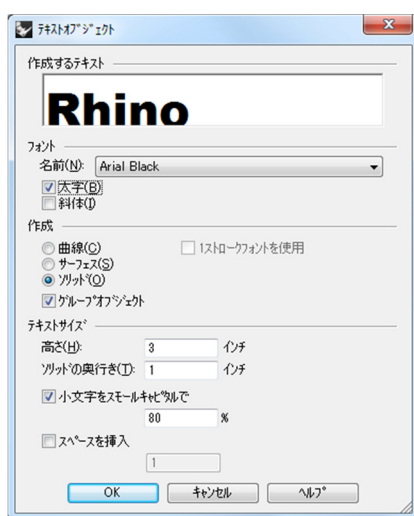 テキストオブジェクト
作成するテキスト
Rhino
フォント
名前(N): Arial Black
太字(B)
斜体(I)
作成
曲線(C) 1ストロークフォントを使用
サーフェス(S)
ソリッド(O)
グループオブジェクト
テキストサイズ
高さ(H): 3 インチ
ソリッドの奥行き(T): 1 インチ
小文字をスモールキャピタルで
80 %
スペースを挿入
1
OK キャンセル ヘルプ